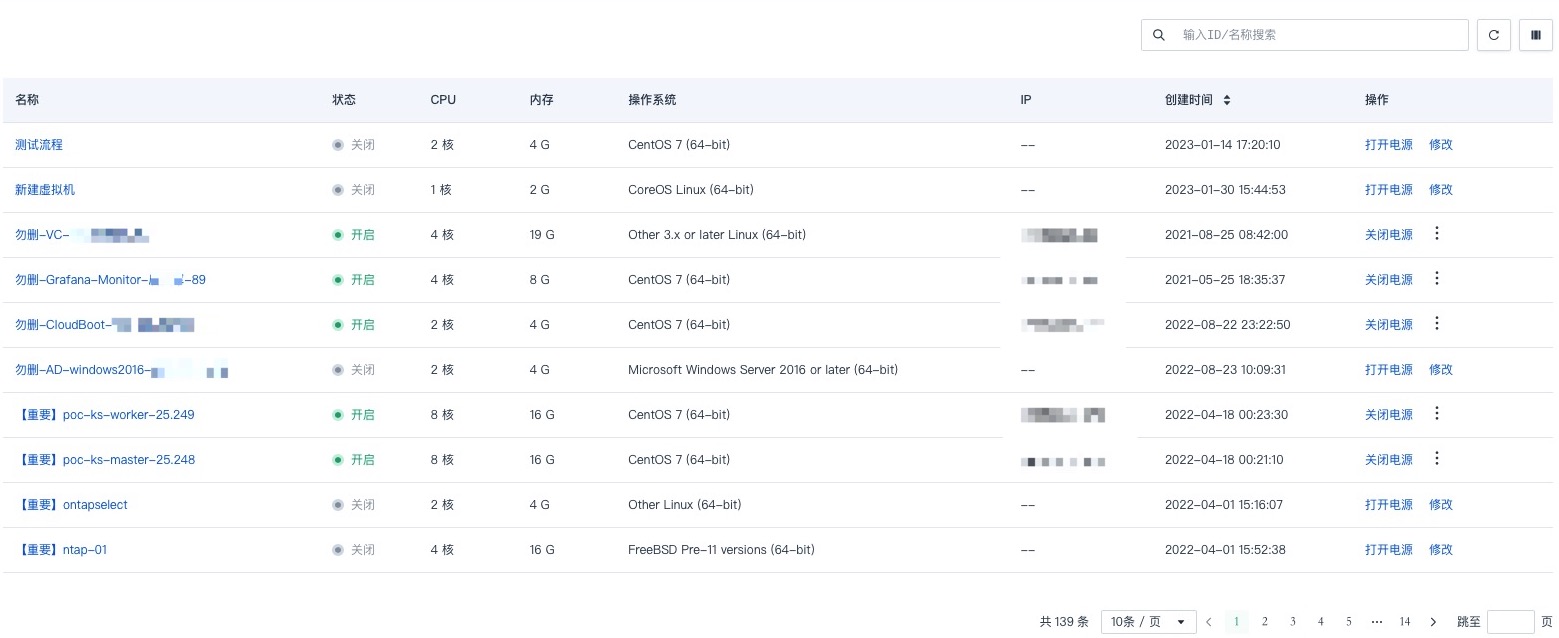 输入ID/名称搜索
名称 状态 CPU 内存 操作系统 IP 创建时间 操作
测试流程 关闭 2 核 4 G CentOS 7 (64-bit) -- 2023-01-14 17:20:10 打开电源 修改
新建虚拟机 关闭 1 核 2 G CoreOS Linux (64-bit) -- 2023-01-30 15:44:53 打开电源 修改
勿删-VC- 开启 4 核 19 G Other 3.x or later Linux (64-bit) 2021-08-25 08:42:00 关闭电源
勿删-Grafana-Monitor- -89 开启 4 核 8 G CentOS 7 (64-bit) 2021-05-25 18:35:37 关闭电源
勿删-CloudBoot- 开启 2 核 4 G CentOS 7 (64-bit) 2022-08-22 23:22:50 关闭电源
勿删-AD-windows2016- 关闭 2 核 4 G Microsoft Windows Server 2016 or later (64-bit) -- 2022-08-23 10:09:31 打开电源 修改
【重要】poc-ks-worker-25.249 开启 8 核 16 G CentOS 7 (64-bit) 2022-04-18 00:23:30 关闭电源
【重要】poc-ks-master-25.248 开启 8 核 16 G CentOS 7 (64-bit) 2022-04-18 00:21:10 关闭电源
【重要】ontapselect 关闭 2 核 4 G Other Linux (64-bit) -- 2022-04-01 15:16:07 打开电源 修改
【重要】ntap-01 关闭 4 核 16 G FreeBSD Pre-11 versions (64-bit) -- 2022-04-01 15:52:38 打开电源 修改
共 139 条 10条 / 页 1 2 3 4 5 ··· 14 跳至 页